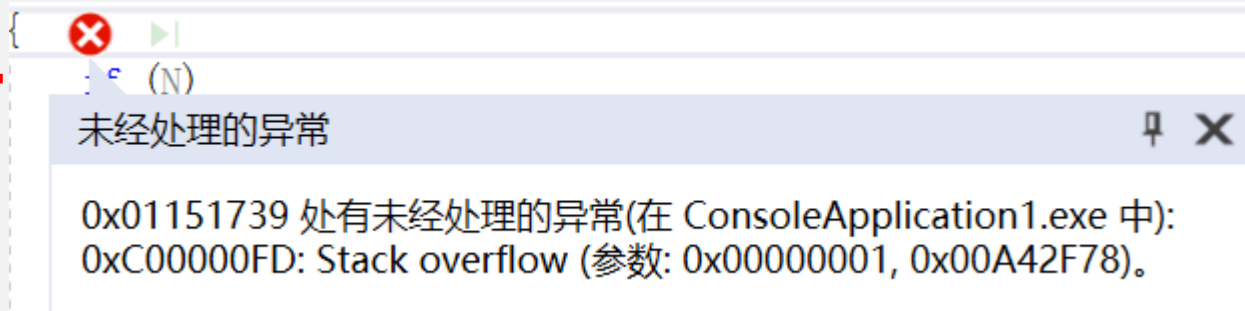 {
if (N)
未经处理的异常
0x01151739 处有未经处理的异常(在 ConsoleApplication1.exe 中):
0xC00000FD: Stack overflow (参数: 0x00000001, 0x00A42F78)。